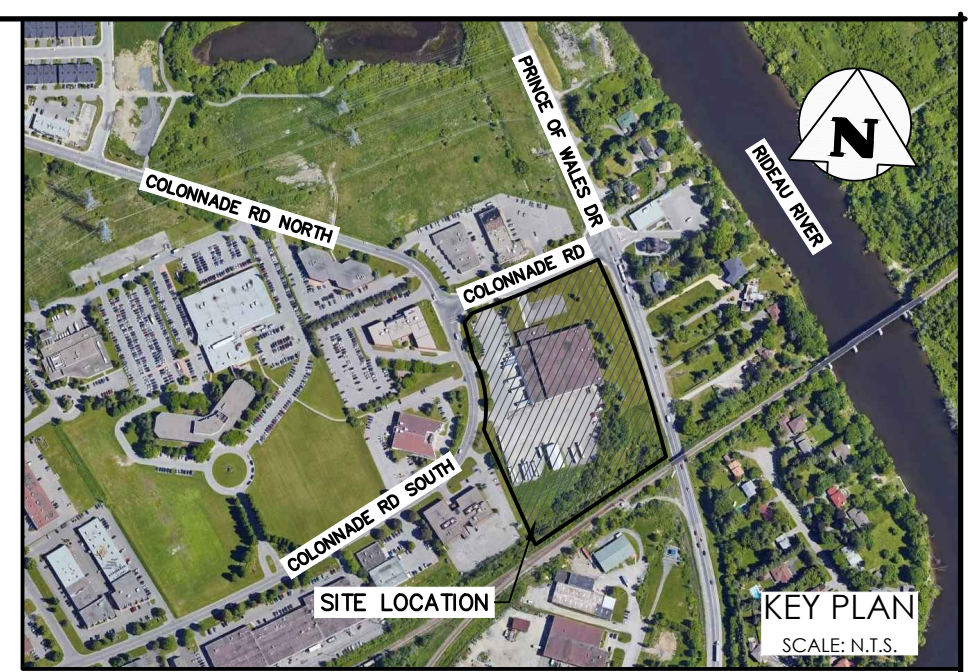 PRINCE OF WALES DR
N
RIDEAU RIVER
COLONNADE RD NORTH
COLONNADE RD
COLONNADE RD SOUTH
SITE LOCATION
KEY PLAN
SCALE: N.T.S.